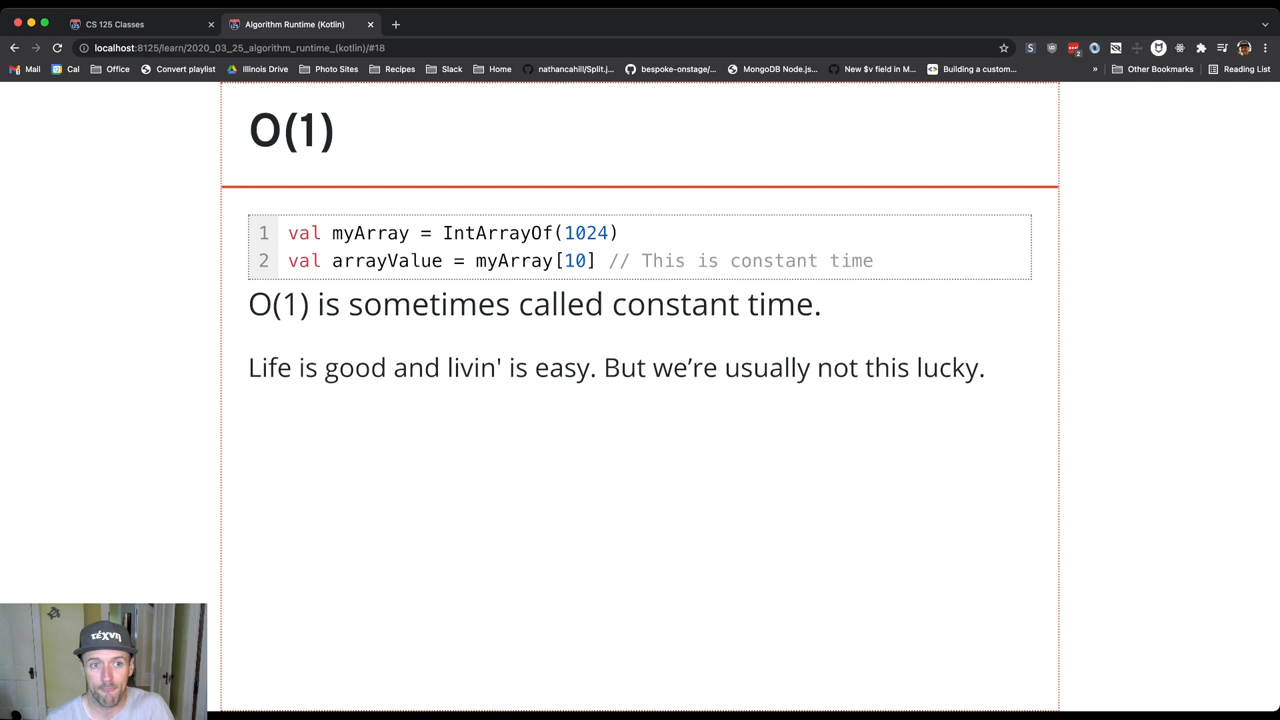 CS 125 Classes
Algorithm Runtime (Kotlin)
localhost:8125/learn/2020_03_25_algorithm_runtime_(kotlin)/#18
Mail
Cal
Office
Convert playlist
Illinois Drive
Photo Sites
Recipes
Slack
Home
nathancahill/Split.j...
bespoke-onstage/...
MongoDB Node.js...
New $v field in M...
Building a custom...
»
Other Bookmarks
Reading List
O(1)
1 val myArray = IntArrayOf(1024)
2 val arrayValue = myArray[10] // This is constant time
O(1) is sometimes called constant time.
Life is good and livin' is easy. But we’re usually not this lucky.
τέχνη